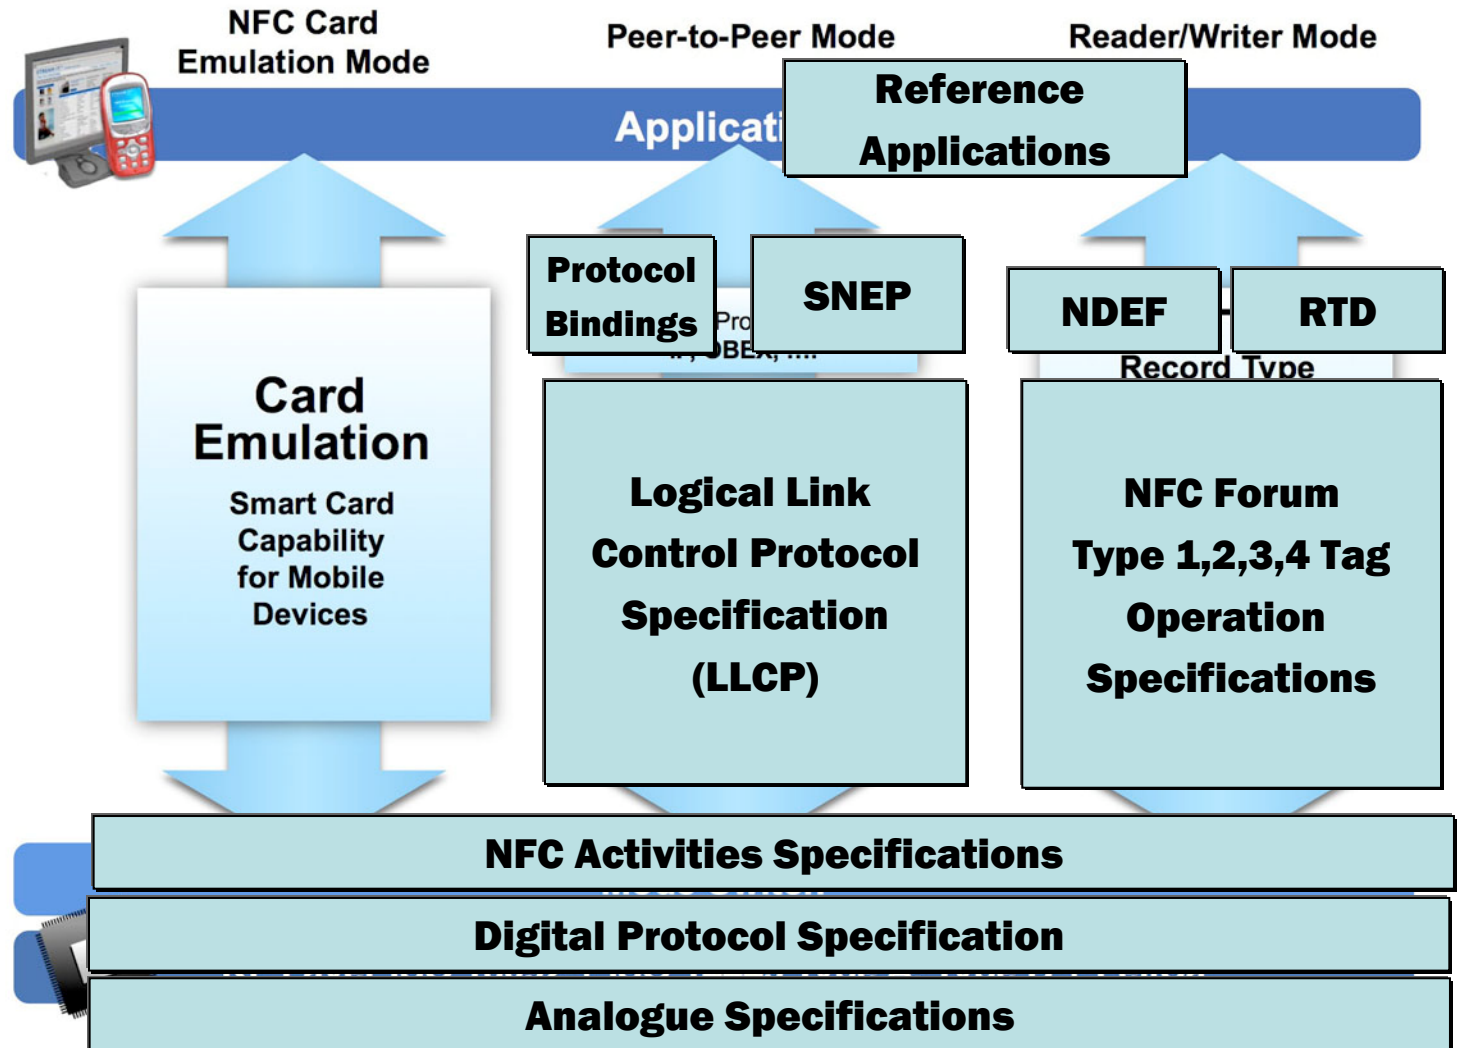 NFC Card
Emulation Mode
Peer-to-Peer Mode
Reader/Writer Mode
Reference
Applications
Protocol
Bindings
SNEP
NDEF
RTD
OBEX, ....
Record Type
Card
Emulation
Smart Card
Capability
for Mobile
Devices
Logical Link
Control Protocol
Specification
(LLCP)
NFC Forum
Type 1,2,3,4 Tag
Operation
Specifications
NFC Activities Specifications
Digital Protocol Specification
Analogue Specifications